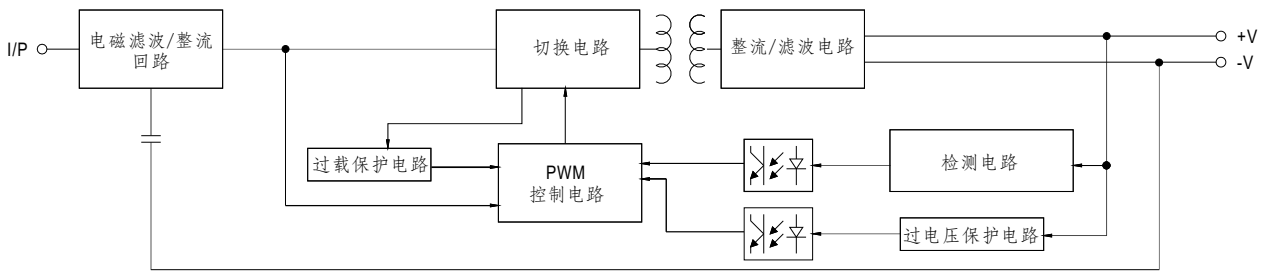 I/P
电磁滤波/整流
回路
切换电路
整流/滤波电路
+V
-V
过载保护电路
PWM
控制电路
检测电路
过电压保护电路